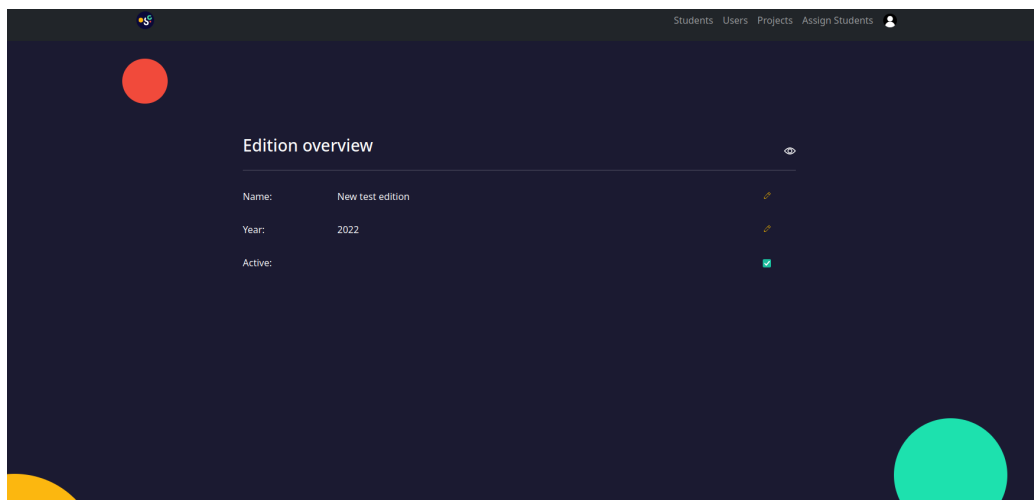 Students Users Projects Assign Students
Edition overview
Name: New test edition
Year: 2022
Active: